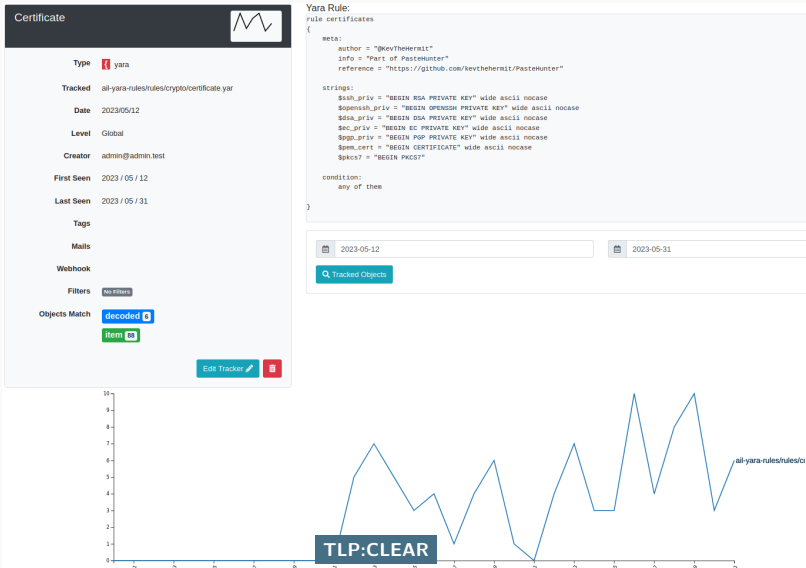 Certificate
Type yara
Tracked ail-yara-rules/rules/crypto/certificate.yar
Date 2023/05/12
Level Global
Creator admin@admin.test
First Seen 2023 / 05 / 12
Last Seen 2023 / 05 / 31
Tags
Mails
Webhook
Filters No Filters
Objects Match decoded 6
item 88
Edit Tracker
Yara Rule:
rule certificates
{
meta:
author = "@KevTheHermit"
info = "Part of PasteHunter"
reference = "https://github.com/kevthehermit/PasteHunter"
strings:
$ssh_priv = "BEGIN RSA PRIVATE KEY" wide ascii nocase
$openssh_priv = "BEGIN OPENSSH PRIVATE KEY" wide ascii nocase
$dsa_priv = "BEGIN DSA PRIVATE KEY" wide ascii nocase
$ec_priv = "BEGIN EC PRIVATE KEY" wide ascii nocase
$pgp_priv = "BEGIN PGP PRIVATE KEY" wide ascii nocase
$pem_cert = "BEGIN CERTIFICATE" wide ascii nocase
$pkcs7 = "BEGIN PKCS7"
condition:
any of them
}
2023-05-12
2023-05-31
Tracked Objects
10
9
8
7
6
5
4
3
2
1
0
ail-yara-rules/rules/c
TLP:CLEAR